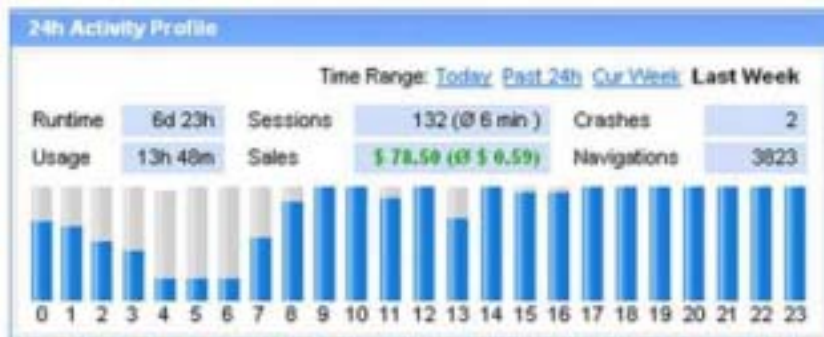 24h Activity Profile
Time Range: Today Past 24h Cur Week Last Week
Runtime 6d 23h Sessions 132 (Ø 6 min ) Crashes 2
Usage 13h 48m Sales $ 78.50 (Ø $ 0.59) Navigations 3823
0 1 2 3 4 5 6 7 8 9 10 11 12 13 14 15 16 17 18 19 20 21 22 23